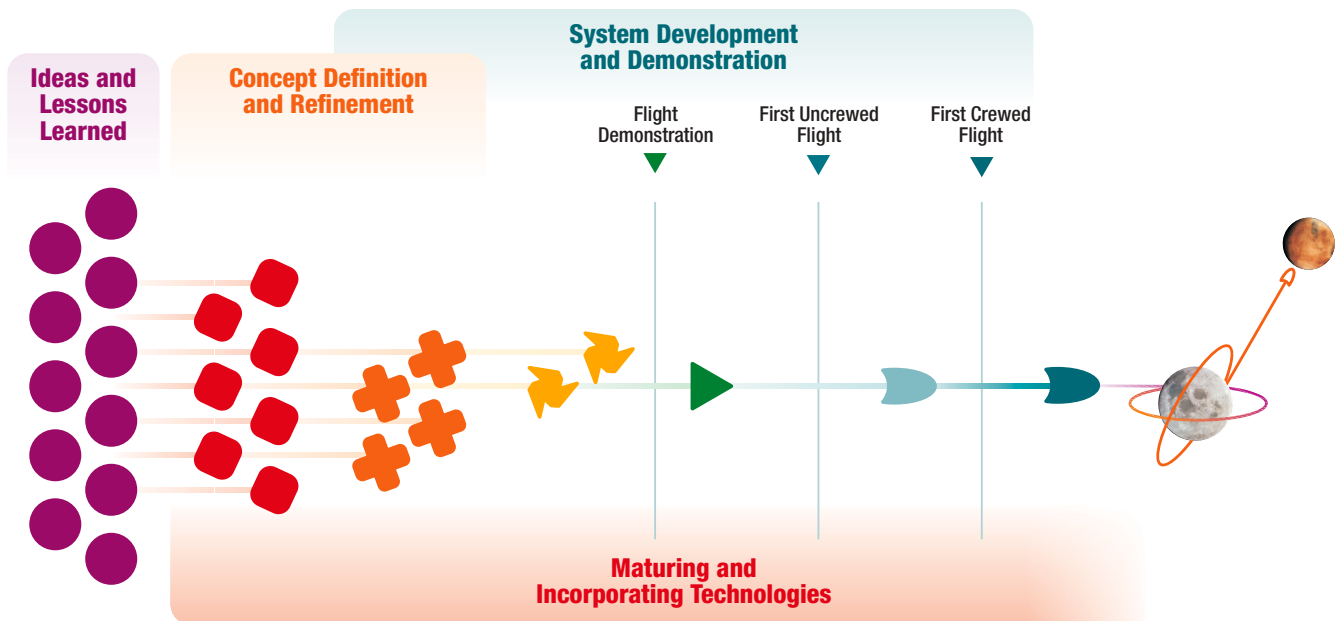 Ideas and
Lessons
Learned
Concept Definition
and Refinement
System Development
and Demonstration
Flight
Demonstration
First Uncrewed
Flight
First Crewed
Flight
Maturing and
Incorporating Technologies